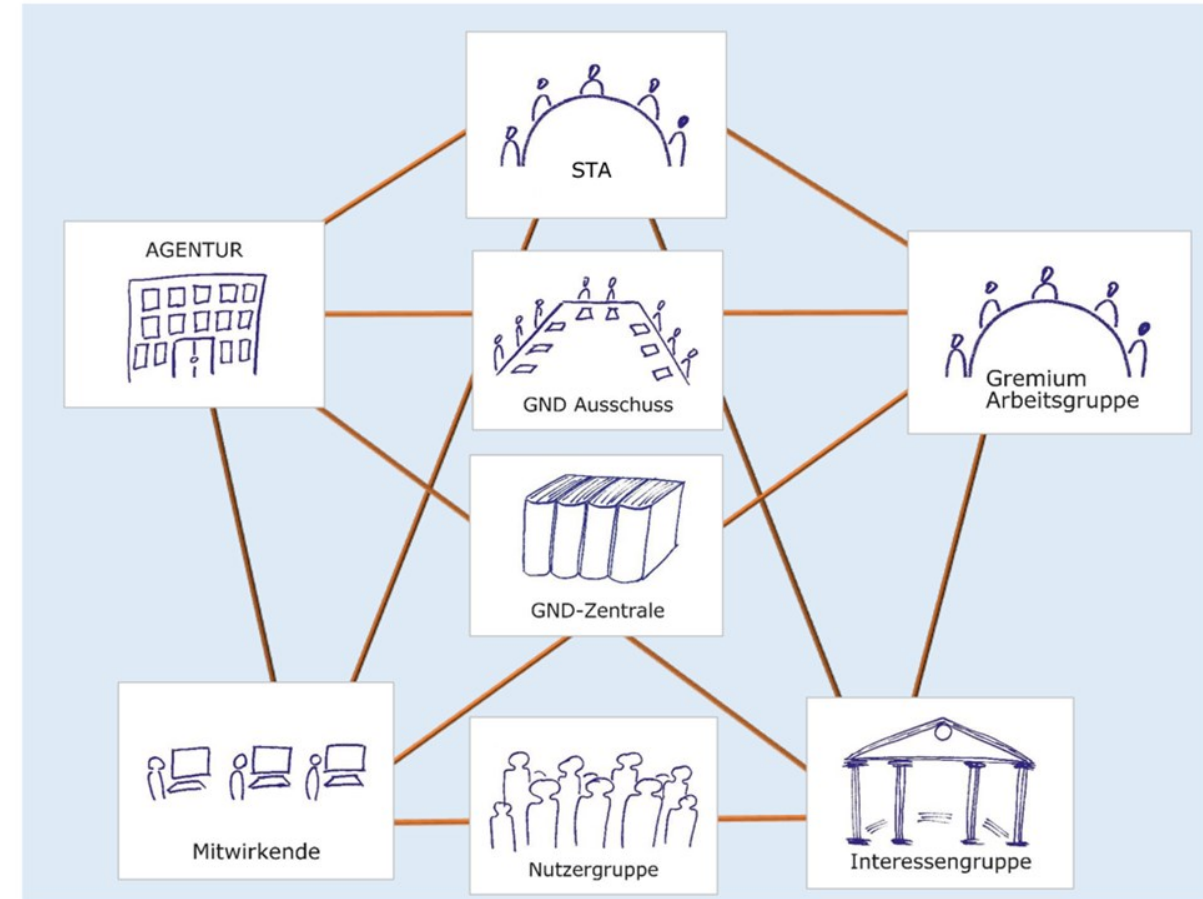 STA
AGENTUR
GND Ausschuss
Gremium
Arbeitsgruppe
GND-Zentrale
Mitwirkende
Nutzergruppe
Interessengruppe